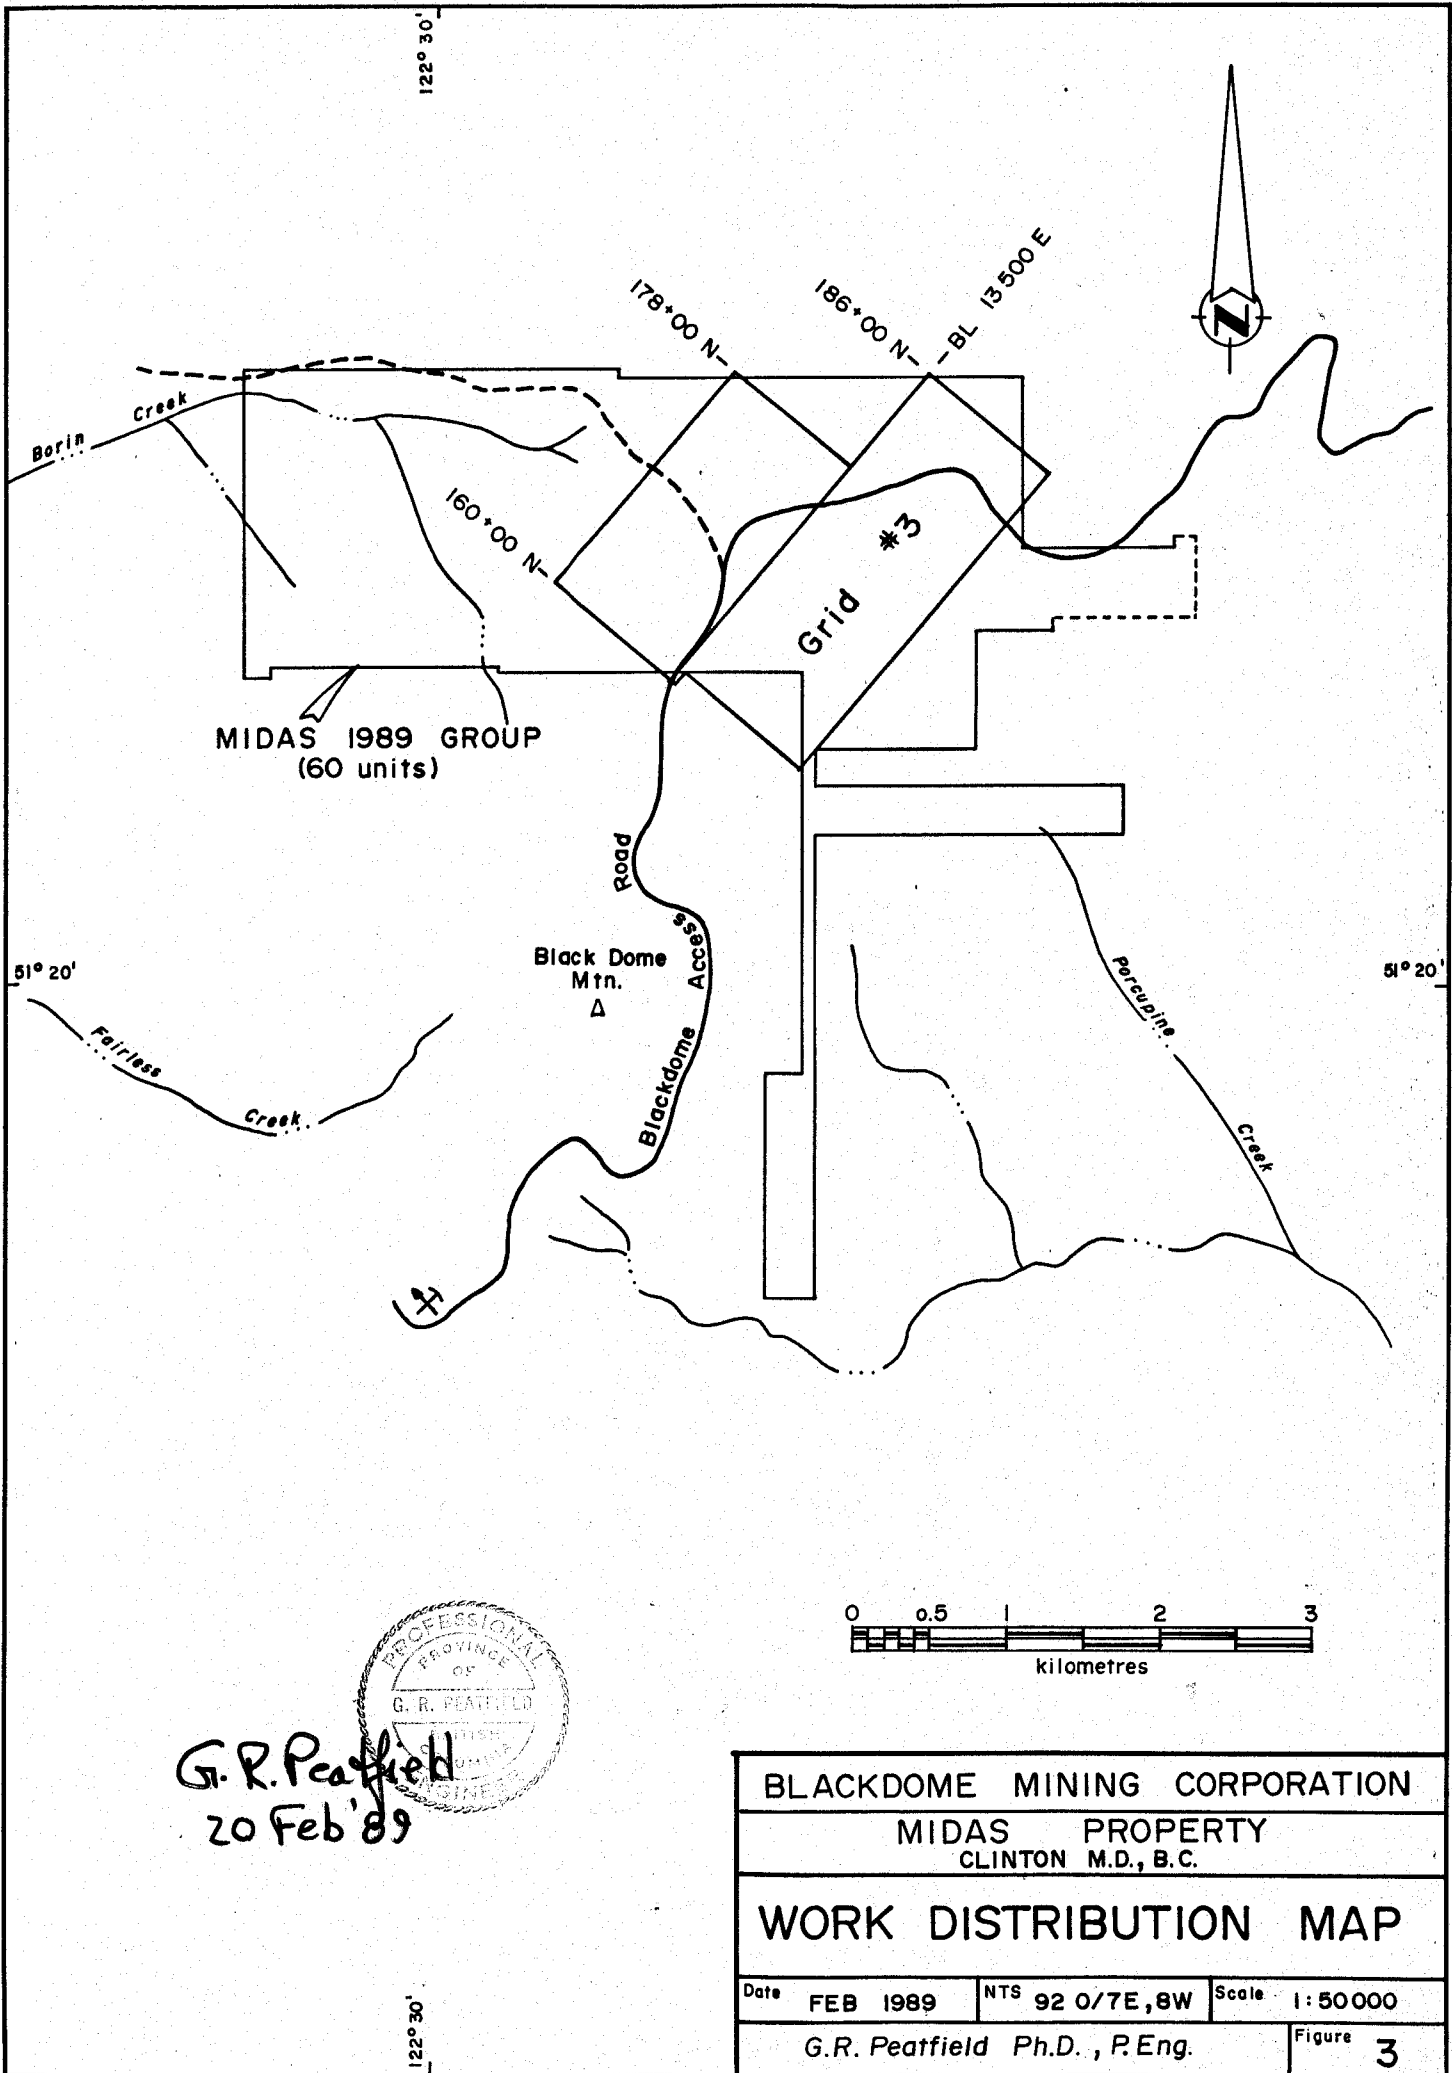 122° 30'
178+00 N
186+00 N
BL 13500 E
Borin Creek
160+00 N
Grid #3
MIDAS 1989 GROUP
(60 units)
Blackdome Access Road
Black Dome
Mtn.
51° 20'
51° 20'
Fairless Creek
Porcupine Creek
N
0 0.5 1 2 3
kilometres
PROFESSIONAL
PROVINCE
OF
G. R. PEATFIELD
BRITISH
COLUMBIA
ENGINEER
G.R. Peatfield
20 Feb '89
BLACKDOME MINING CORPORATION
MIDAS PROPERTY
CLINTON M.D., B.C.
WORK DISTRIBUTION MAP
Date FEB 1989
NTS 92 O/7E, 8W
Scale 1:50000
G.R. Peatfield Ph.D., P.Eng.
Figure 3
122° 30'